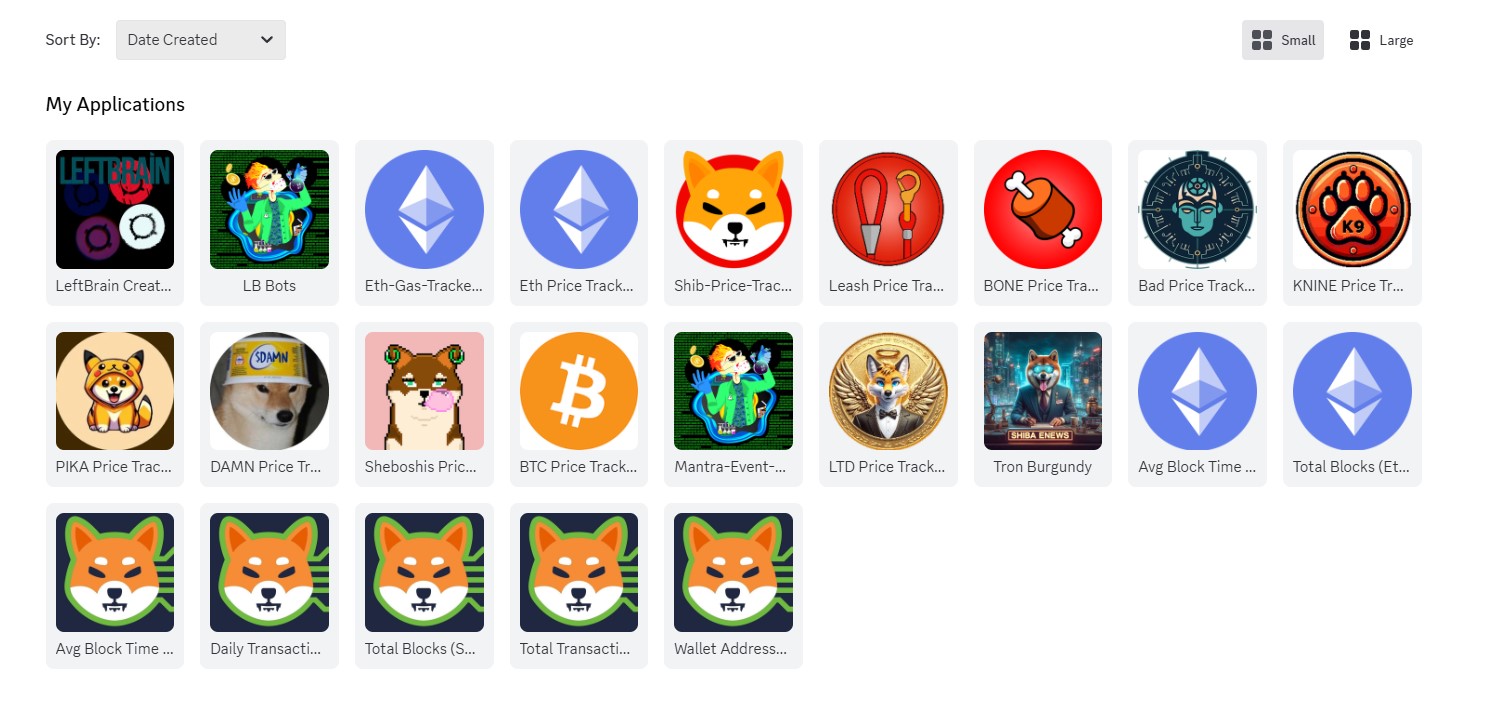 Sort By: Date Created Small Large
My Applications
LEFTBRAIN
K9
LeftBrain Creat... LB Bots Eth-Gas-Tracke... Eth Price Track... Shib-Price-Trac... Leash Price Tra... BONE Price Tra... Bad Price Track... KNINE Price Tr...
SDAMN
SHIBA ENEWS
PIKA Price Trac... DAMN Price Tr... Sheboshis Pric... BTC Price Track... Mantra-Event-... LTD Price Track... Tron Burgundy Avg Block Time ... Total Blocks (Et...
Avg Block Time ... Daily Transacti... Total Blocks (S... Total Transacti... Wallet Address...